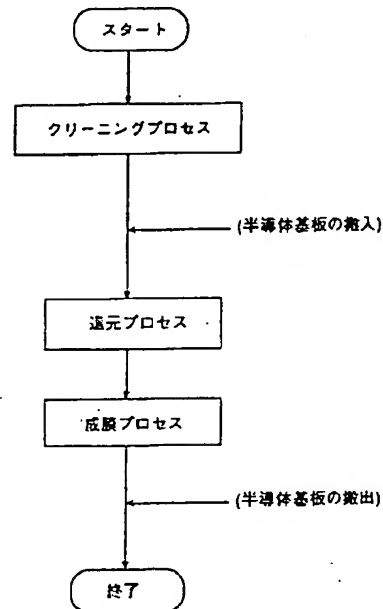 スタート
クリーニングプロセス
(半導体基板の搬入)
還元プロセス
成膜プロセス
(半導体基板の搬出)
終了